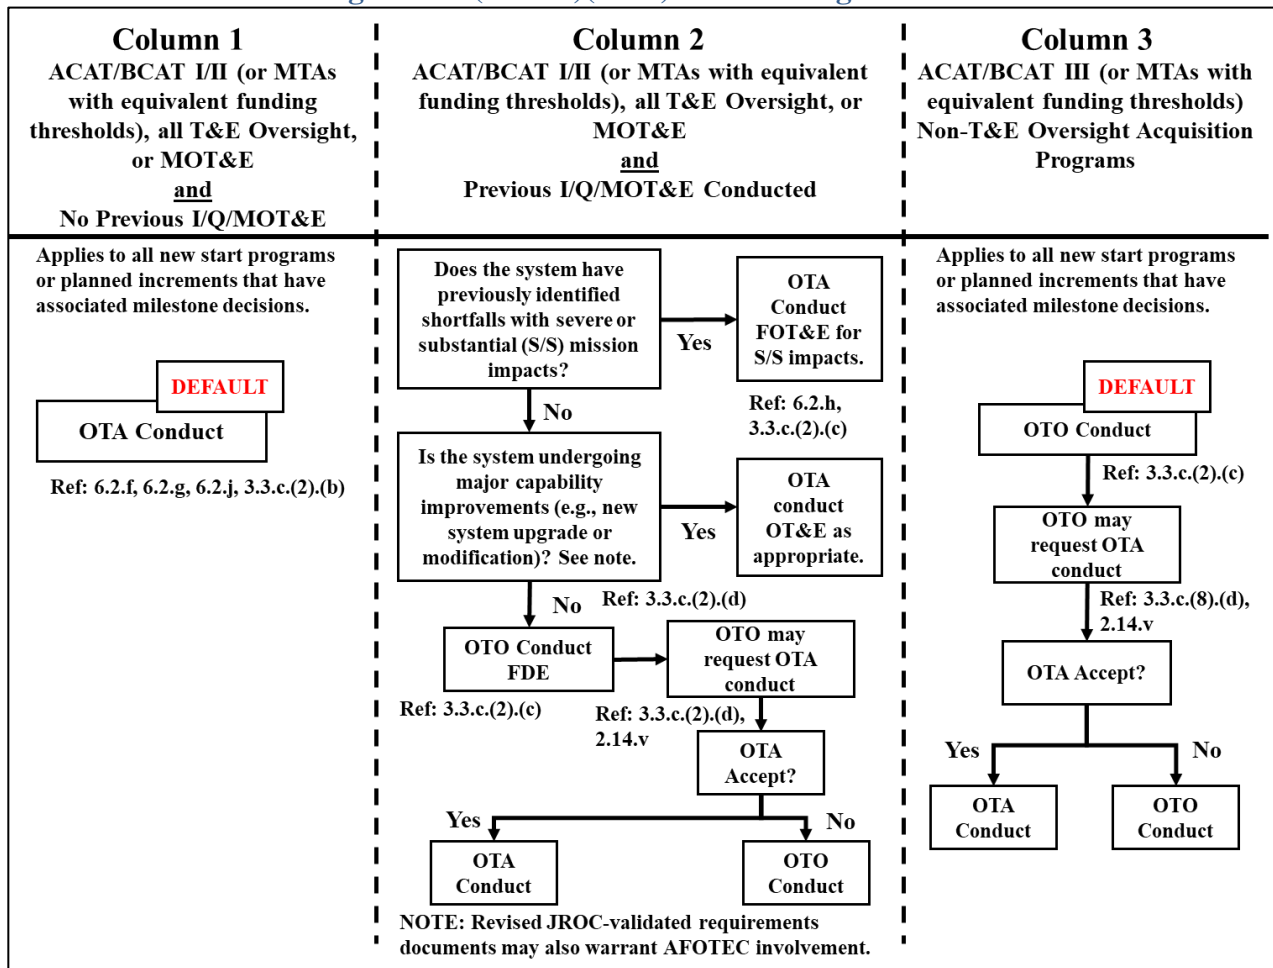 Column 1
ACAT/BCAT I/II (or MTAs
with equivalent funding
thresholds), all T&E Oversight,
or MOT&E
and
No Previous I/Q/MOT&E
Applies to all new start programs
or planned increments that have
associated milestone decisions.
DEFAULT
OTA Conduct
Ref: 6.2.f, 6.2.g, 6.2.j, 3.3.c.(2).(b)
Column 2
ACAT/BCAT I/II (or MTAs with equivalent
funding thresholds), all T&E Oversight, or
MOT&E
and
Previous I/Q/MOT&E Conducted
Does the system have
previously identified
shortfalls with severe or
substantial (S/S) mission
impacts?
Yes
OTA
Conduct
FOT&E for
S/S impacts.
Ref: 6.2.h,
3.3.c.(2).(c)
No
Is the system undergoing
major capability
improvements (e.g., new
system upgrade or
modification)? See note.
Yes
OTA
conduct
OT&E as
appropriate.
Ref: 3.3.c.(2).(d)
No
OTO Conduct
FDE
Ref: 3.3.c.(2).(c)
OTO may
request OTA
conduct
Ref: 3.3.c.(2).(d),
2.14.v
OTA
Accept?
Yes
No
OTA
Conduct
OTO
Conduct
NOTE: Revised JROC-validated requirements
documents may also warrant AFOTEC involvement.
Column 3
ACAT/BCAT III (or MTAs with
equivalent funding thresholds)
Non-T&E Oversight Acquisition
Programs
Applies to all new start programs
or planned increments that have
associated milestone decisions.
DEFAULT
OTO Conduct
Ref: 3.3.c.(2).(c)
OTO may
request OTA
conduct
Ref: 3.3.c.(8).(d),
2.14.v
OTA Accept?
Yes
No
OTA
Conduct
OTO
Conduct